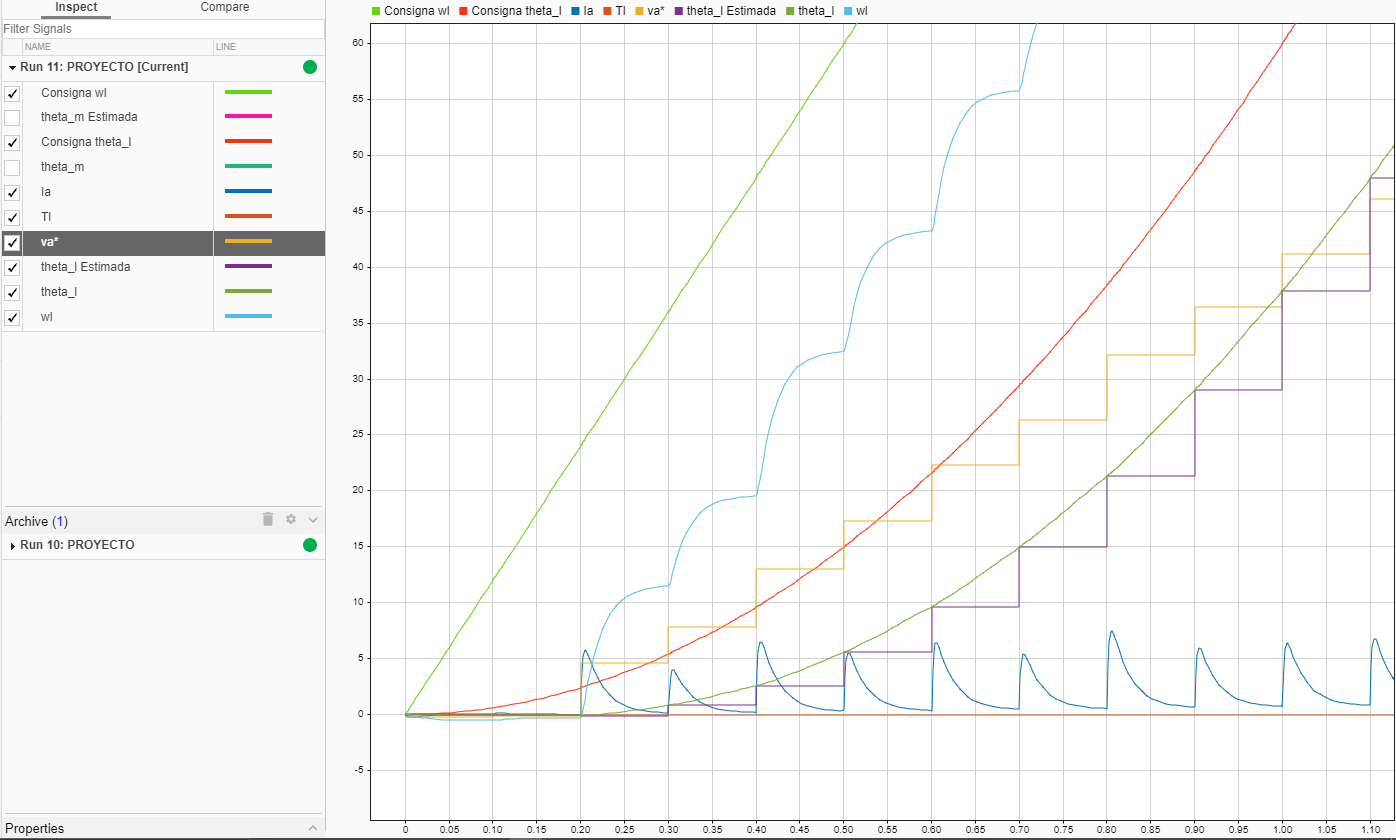 Inspect Compare
Filter Signals
NAME LINE
Run 11: PROYECTO [Current]
Consigna wl
theta_m Estimada
Consigna theta_l
theta_m
Ia
Tl
va*
theta_l Estimada
theta_l
wl
Archive (1)
Run 10: PROYECTO
Properties
Consigna wl Consigna theta_l Ia Tl va* theta_l Estimada theta_l wl
60
55
50
45
40
35
30
25
20
15
10
5
0
-5
0 0.05 0.10 0.15 0.20 0.25 0.30 0.35 0.40 0.45 0.50 0.55 0.60 0.65 0.70 0.75 0.80 0.85 0.90 0.95 1.00 1.05 1.10